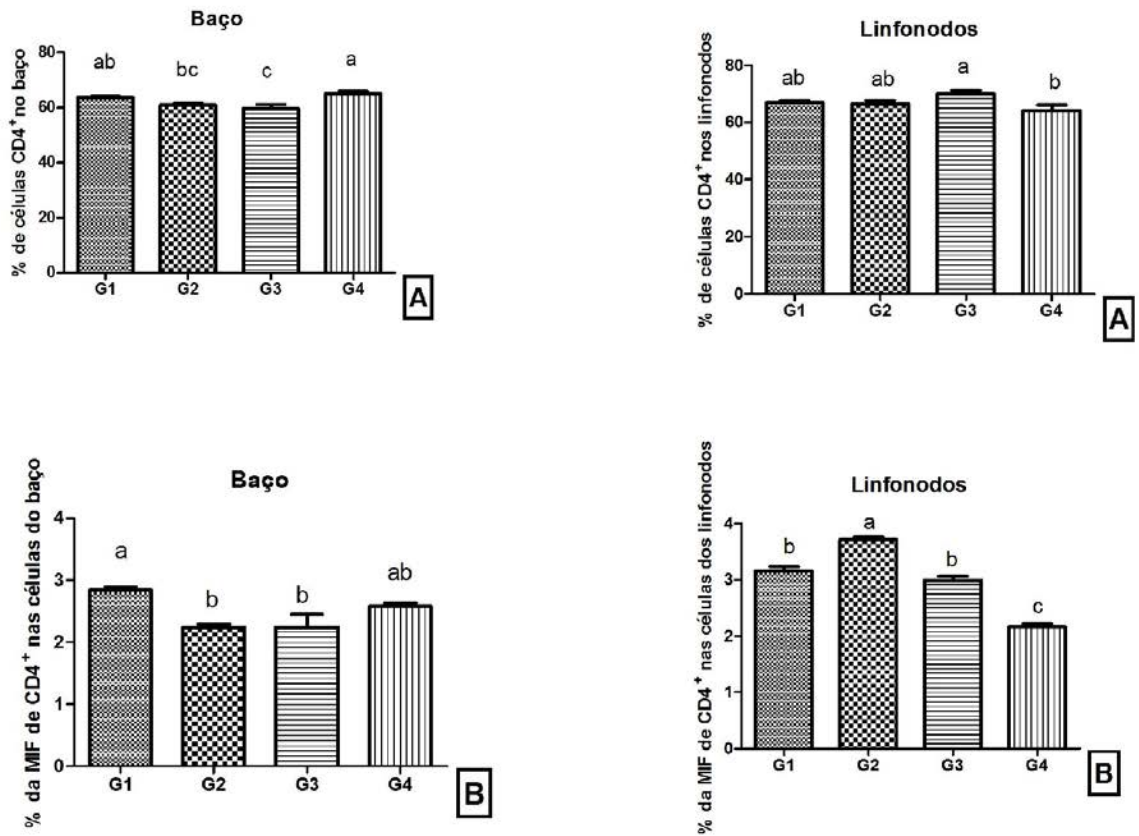 Baço
% de células CD4⁺ no baço
80
60
40
20
0
ab
bc
c
a
G1
G2
G3
G4
A
Linfonodos
% de células CD4⁺ nos linfonodos
80
60
40
20
0
ab
ab
a
b
G1
G2
G3
G4
A
Baço
% da MIF de CD4⁺ nas células do baço
4
3
2
1
0
a
b
b
ab
G1
G2
G3
G4
B
Linfonodos
% da MIF de CD4⁺ nas células dos linfonodos
4
3
2
1
0
b
a
b
c
G1
G2
G3
G4
B